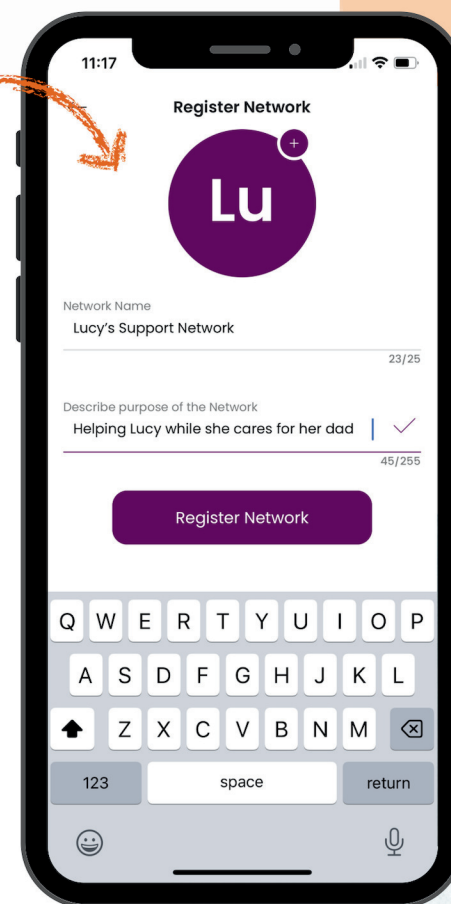 11:17
Register Network
+
Lu
Network Name
Lucy's Support Network
23/25
Describe purpose of the Network
Helping Lucy while she cares for her dad
45/255
Register Network
Q W E R T Y U I O P
A S D F G H J K L
Z X C V B N M
123 space return